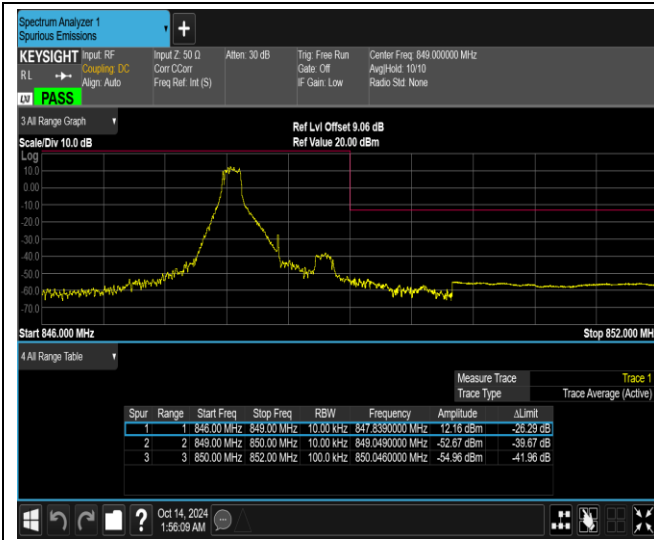 Spectrum Analyzer 1
Spurious Emissions
KEYSIGHT Input: RF Input Z: 50 Ω Atten: 30 dB Trig: Free Run Center Freq: 849.000000 MHz
RL Coupling: DC Corr CCorr Gate: Off Avg|Hold: 10/10
Align: Auto Freq Ref: Int (S) IF Gain: Low Radio Std: None
LXI PASS
3 All Range Graph
Ref Lvl Offset 9.06 dB
Scale/Div 10.0 dB Ref Value 20.00 dBm
Log
10.0
0.00
-10.0
-20.0
-30.0
-40.0
-50.0
-60.0
-70.0
Start 846.000 MHz Stop 852.000 MH
4 All Range Table
Measure Trace Trace 1
Trace Type Trace Average (Active)
Spur Range Start Freq Stop Freq RBW Frequency Amplitude ΔLimit
1 1 846.00 MHz 849.00 MHz 10.00 kHz 847.8390000 MHz 12.16 dBm -26.29 dB
2 2 849.00 MHz 850.00 MHz 10.00 kHz 849.0490000 MHz -52.67 dBm -39.67 dB
3 3 850.00 MHz 852.00 MHz 100.0 kHz 850.0460000 MHz -54.96 dBm -41.96 dB
Oct 14, 2024
1:56:09 AM